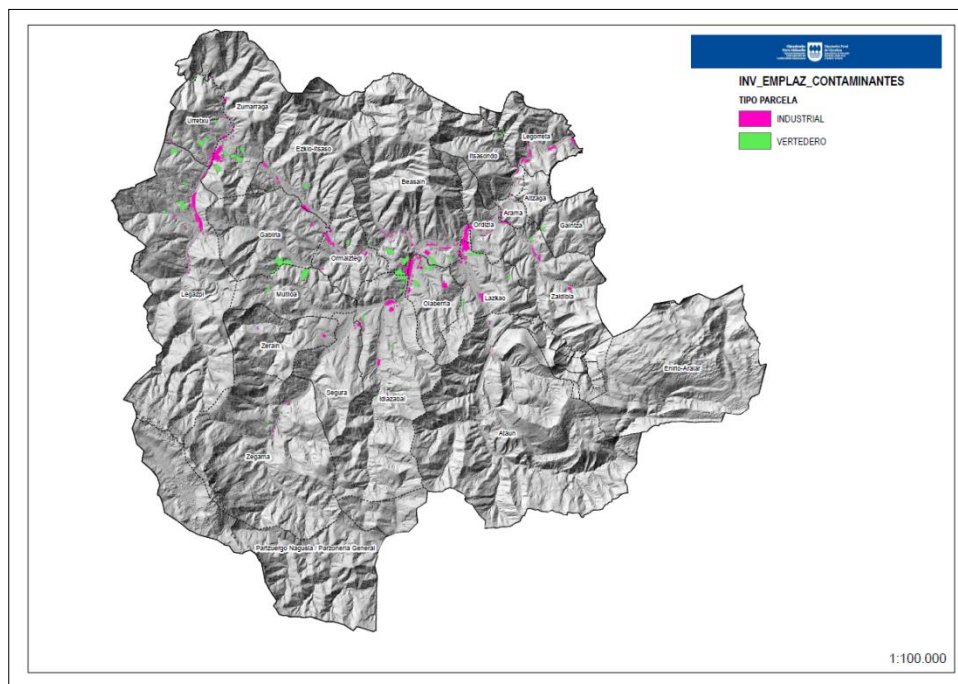 INV_EMPLAZ_CONTAMINANTES
TIPO PARCELA
INDUSTRIAL
VERTEDERO
Zumarraga
Urretxu
Legorreta
Ezkio-Itsaso
Itsasondo
Beasain
Altzaga
Arama
Ordizia
Gaintza
Gabiria
Ormaiztegi
Legazpi
Mutiloa
Olaberria
Lazkao
Zaldibia
Zerain
Enirio-Aralar
Segura
Idiazabal
Ataun
Zegama
Partzuergo Nagusia / Parzonería General
1:100.000